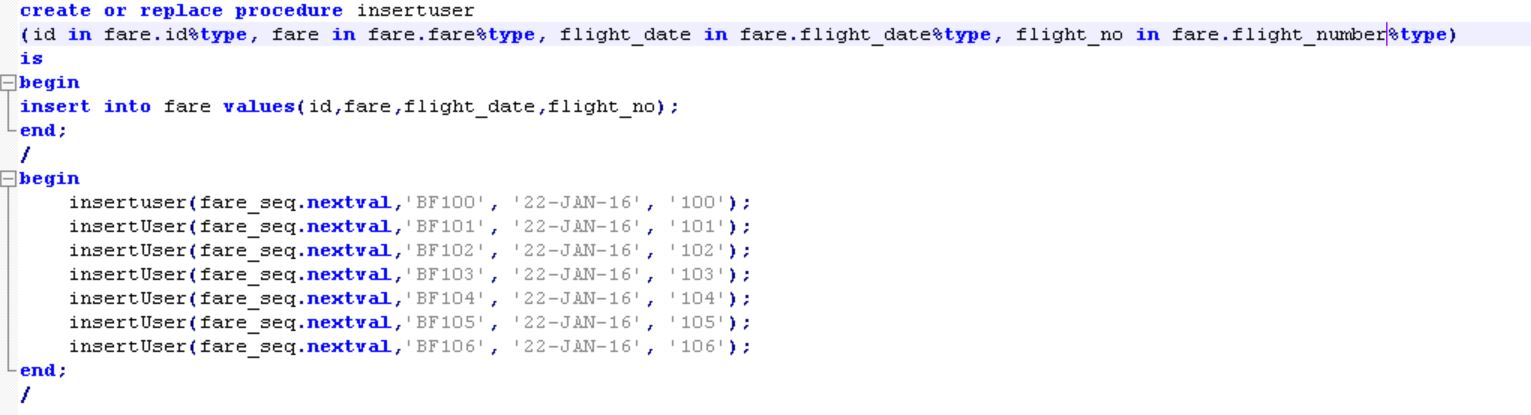 create or replace procedure insertuser
(id in fare.id%type, fare in fare.fare%type, flight_date in fare.flight_date%type, flight_no in fare.flight_number%type)
is
begin
insert into fare values(id,fare,flight_date,flight_no);
end;
/
begin
    insertuser(fare_seq.nextval,'BF100', '22-JAN-16', '100');
    insertUser(fare_seq.nextval,'BF101', '22-JAN-16', '101');
    insertUser(fare_seq.nextval,'BF102', '22-JAN-16', '102');
    insertUser(fare_seq.nextval,'BF103', '22-JAN-16', '103');
    insertUser(fare_seq.nextval,'BF104', '22-JAN-16', '104');
    insertUser(fare_seq.nextval,'BF105', '22-JAN-16', '105');
    insertUser(fare_seq.nextval,'BF106', '22-JAN-16', '106');
end;
/